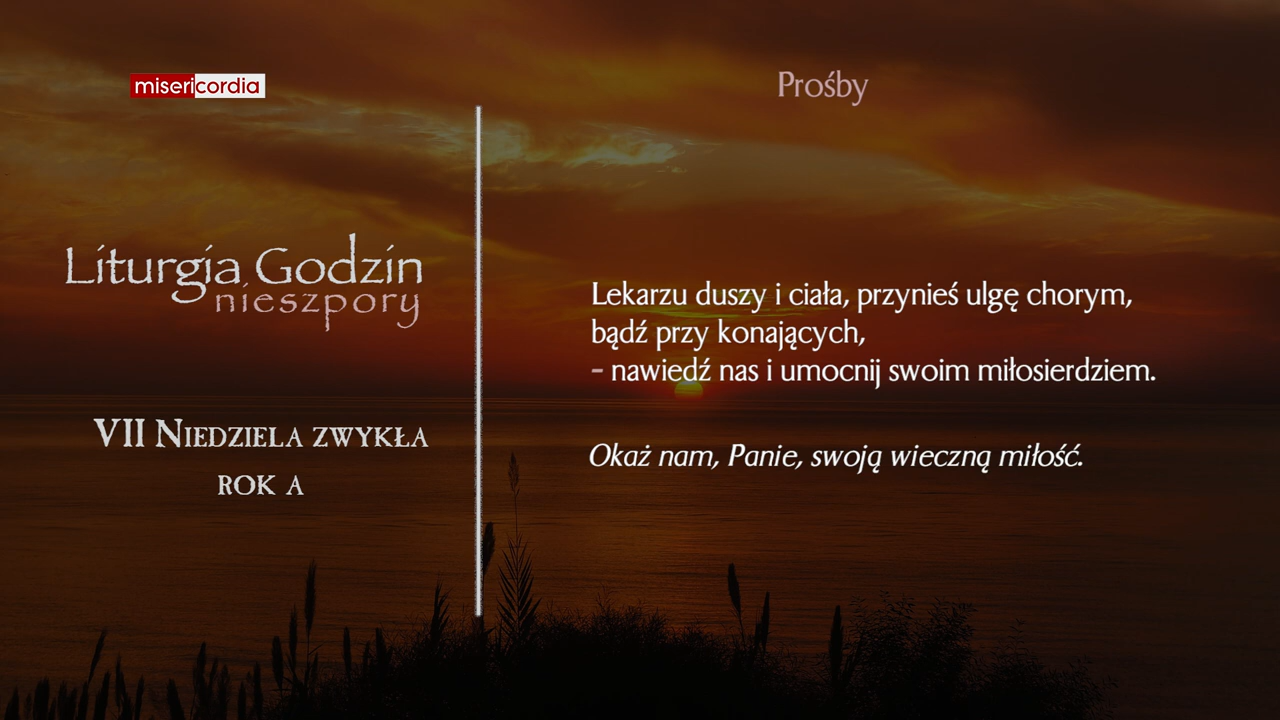 misericordia
Prośby
Liturgia Godzin
nieszpory
VII Niedziela zwykła
rok a
Lekarzu duszy i ciała, przynieś ulgę chorym,
bądź przy konających,
- nawiedź nas i umocnij swoim miłosierdziem.
Okaż nam, Panie, swoją wieczną miłość.